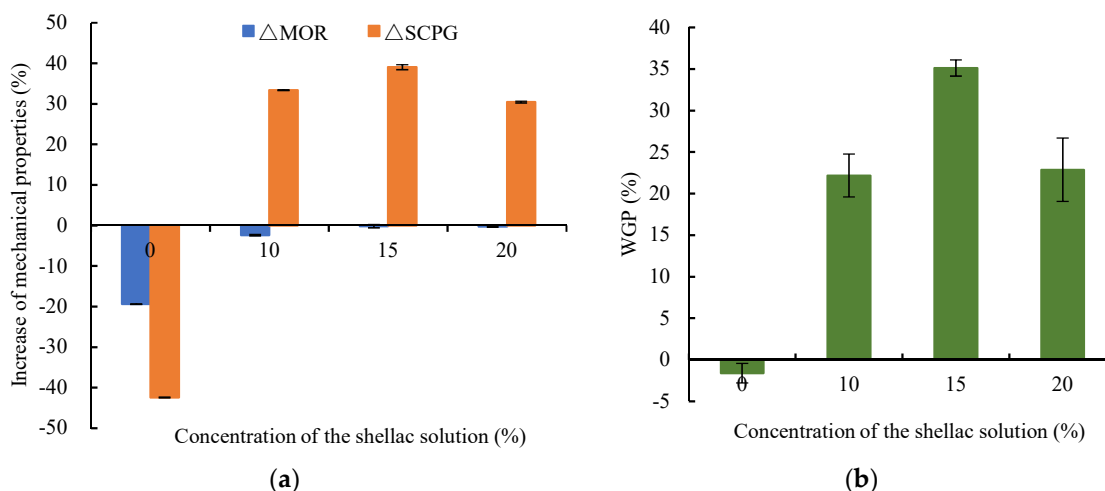 △MOR △SCPG
Increase of mechanical properties (%)
50
40
30
20
10
0
-10
-20
-30
-40
-50
0 10 15 20
Concentration of the shellac solution (%)
(a)
WGP (%)
40
35
30
25
20
15
10
5
0
-5
0 10 15 20
Concentration of the shellac solution (%)
(b)